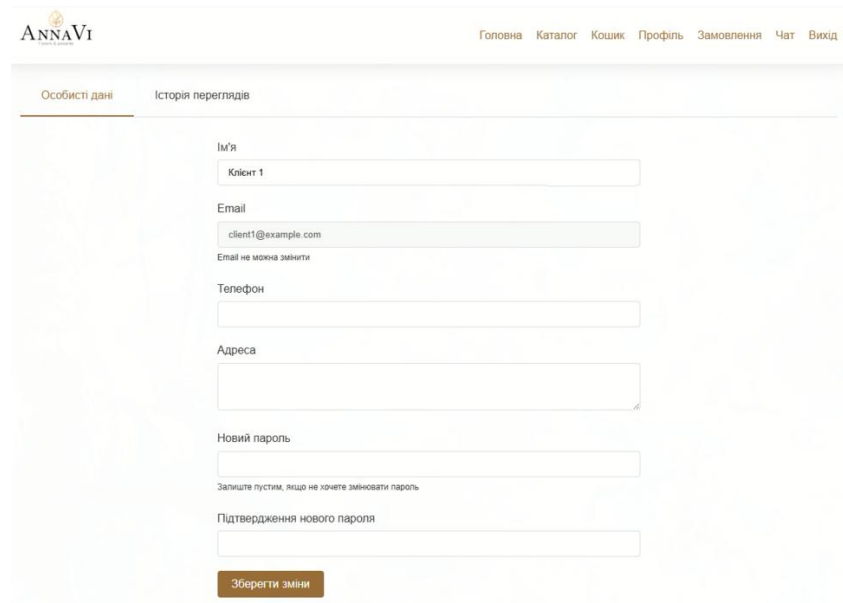 AnnaVi
Головна Каталог Кошик Профіль Замовлення Чат Вихід
Особисті дані Історія переглядів
Ім'я
Клієнт 1
Email
client1@example.com
Email не можна змінити
Телефон
Адреса
Новий пароль
Залиште пустим, якщо не хочете змінювати пароль
Підтвердження нового пароля
Зберегти зміни